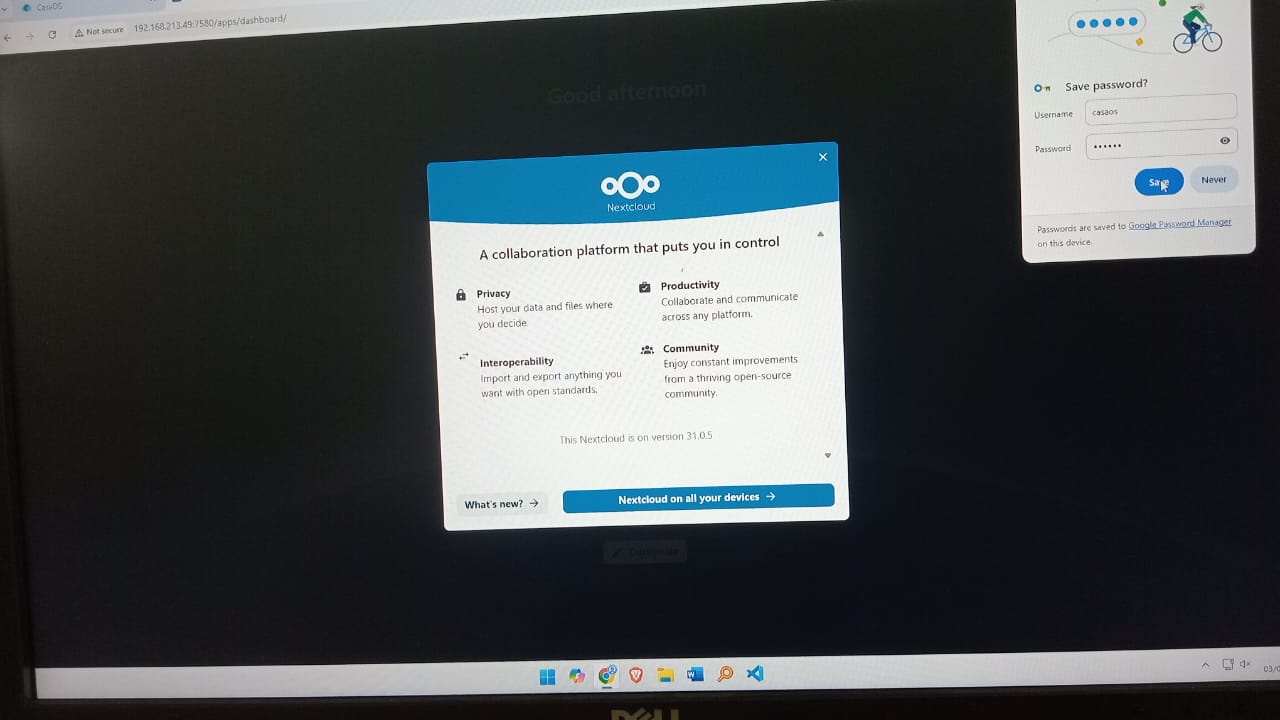 CasaOS
Not secure 192.168.213.49:7580/apps/dashboard/
Good afternoon
Save password?
Username
casaos
Password
••••••
Save
Never
Passwords are saved to Google Password Manager
on this device.
Nextcloud
A collaboration platform that puts you in control
Privacy
Host your data and files where
you decide.
Productivity
Collaborate and communicate
across any platform.
Interoperability
Import and export anything you
want with open standards.
Community
Enjoy constant improvements
from a thriving open-source
community.
This Nextcloud is on version 31.0.5
What's new? →
Nextcloud on all your devices →
Customize
03/0
DELL